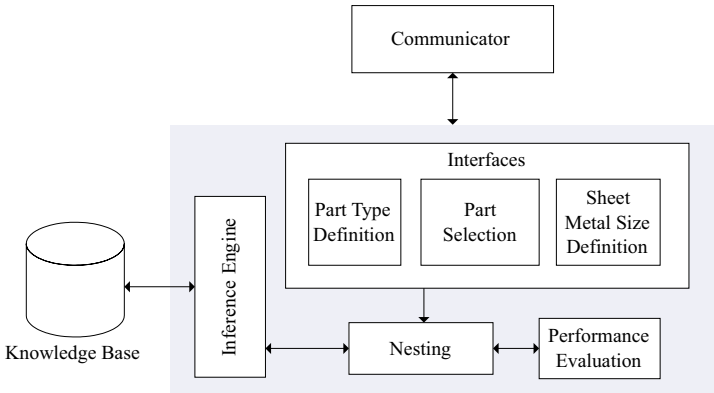 Communicator
Interfaces
Part Type
Definition
Part
Selection
Sheet
Metal Size
Definition
Inference Engine
Knowledge Base
Nesting
Performance
Evaluation